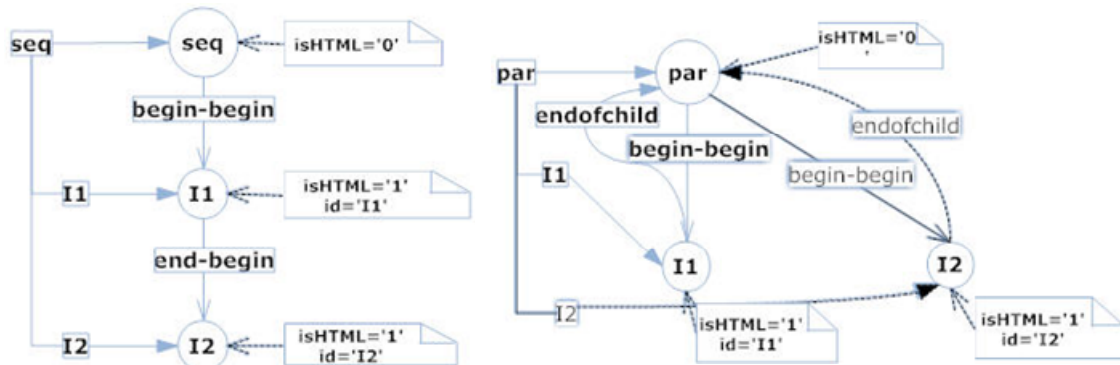 seq
seq
isHTML='0'
begin-begin
I1
I1
isHTML='1'
id='I1'
end-begin
I2
I2
isHTML='1'
id='I2'
par
par
isHTML='0
'
endofchild
endofchild
begin-begin
begin-begin
I1
I1
I2
I2
isHTML='1'
id='I1'
isHTML='1'
id='I2'